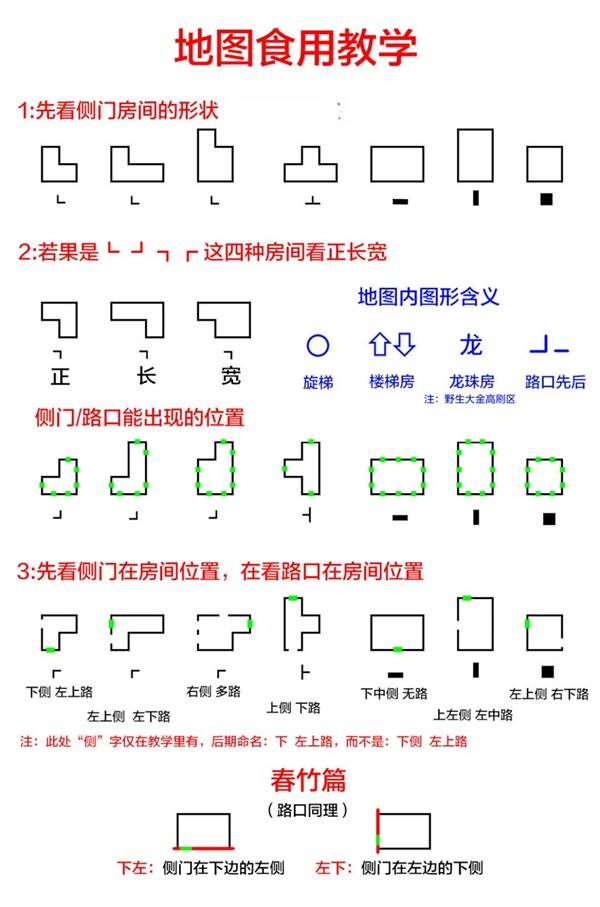 地图食用教学
1:先看侧门房间的形状
2:若果是┗ ┛ ┓ ┏ 这四种房间看正长宽
地图内图形含义
正 长 宽
龙
旋梯 楼梯房 龙珠房 路口先后
注：野生大金高刷区
侧门/路口能出现的位置
3:先看侧门在房间位置，在看路口在房间位置
下侧 左上路 右侧 多路 下中侧 无路 左上侧 右下路
左上侧 左下路 上侧 下路 上左侧 左中路
注：此处“侧”字仅在教学里有，后期命名：下 左上路，而不是：下侧 左上路
春竹篇
（路口同理）
下左：侧门在下边的左侧 左下：侧门在左边的下侧